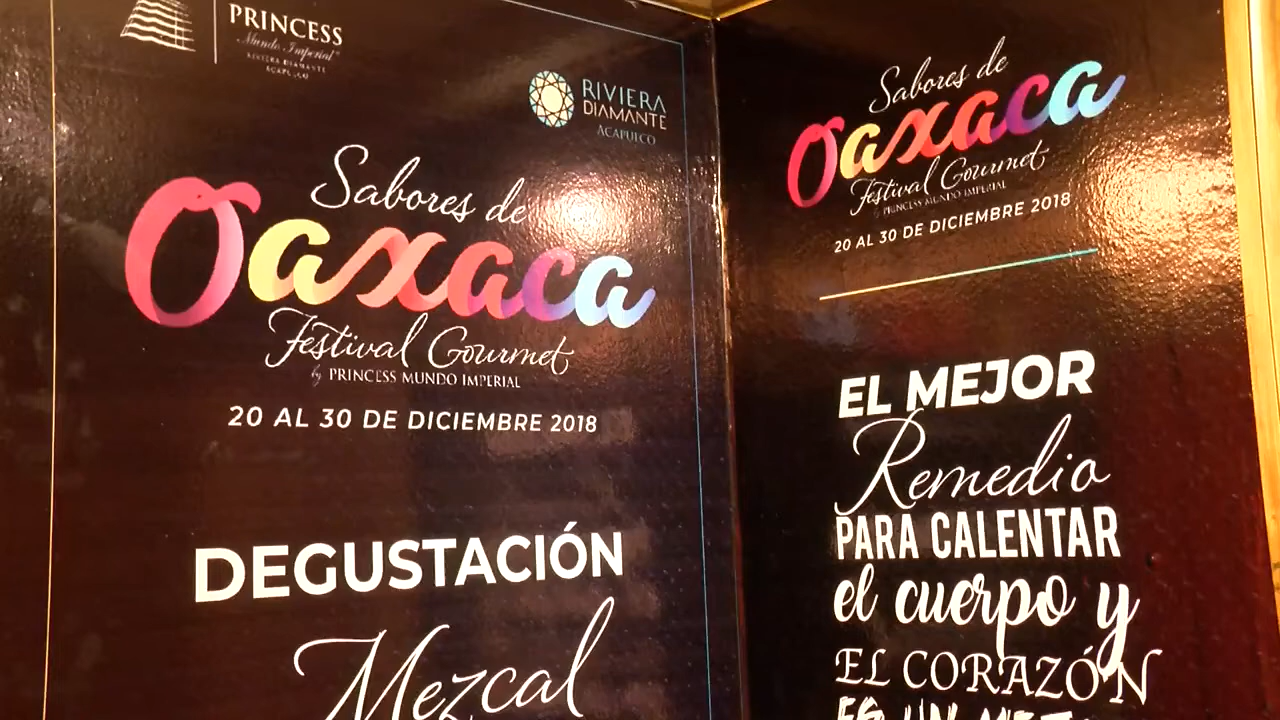 PRINCESS
Mundo Imperial
RIVIERA DIAMANTE
ACAPULCO
RIVIERA
DIAMANTE
ACAPULCO
Sabores de
Oaxaca
Festival Gourmet
by PRINCESS MUNDO IMPERIAL
20 AL 30 DE DICIEMBRE 2018
DEGUSTACIÓN
Mezcal
Sabores de
Oaxaca
Festival Gourmet
by PRINCESS MUNDO IMPERIAL
20 AL 30 DE DICIEMBRE 2018
EL MEJOR
Remedio
PARA CALENTAR
el cuerpo y
EL CORAZÓN
ES UN